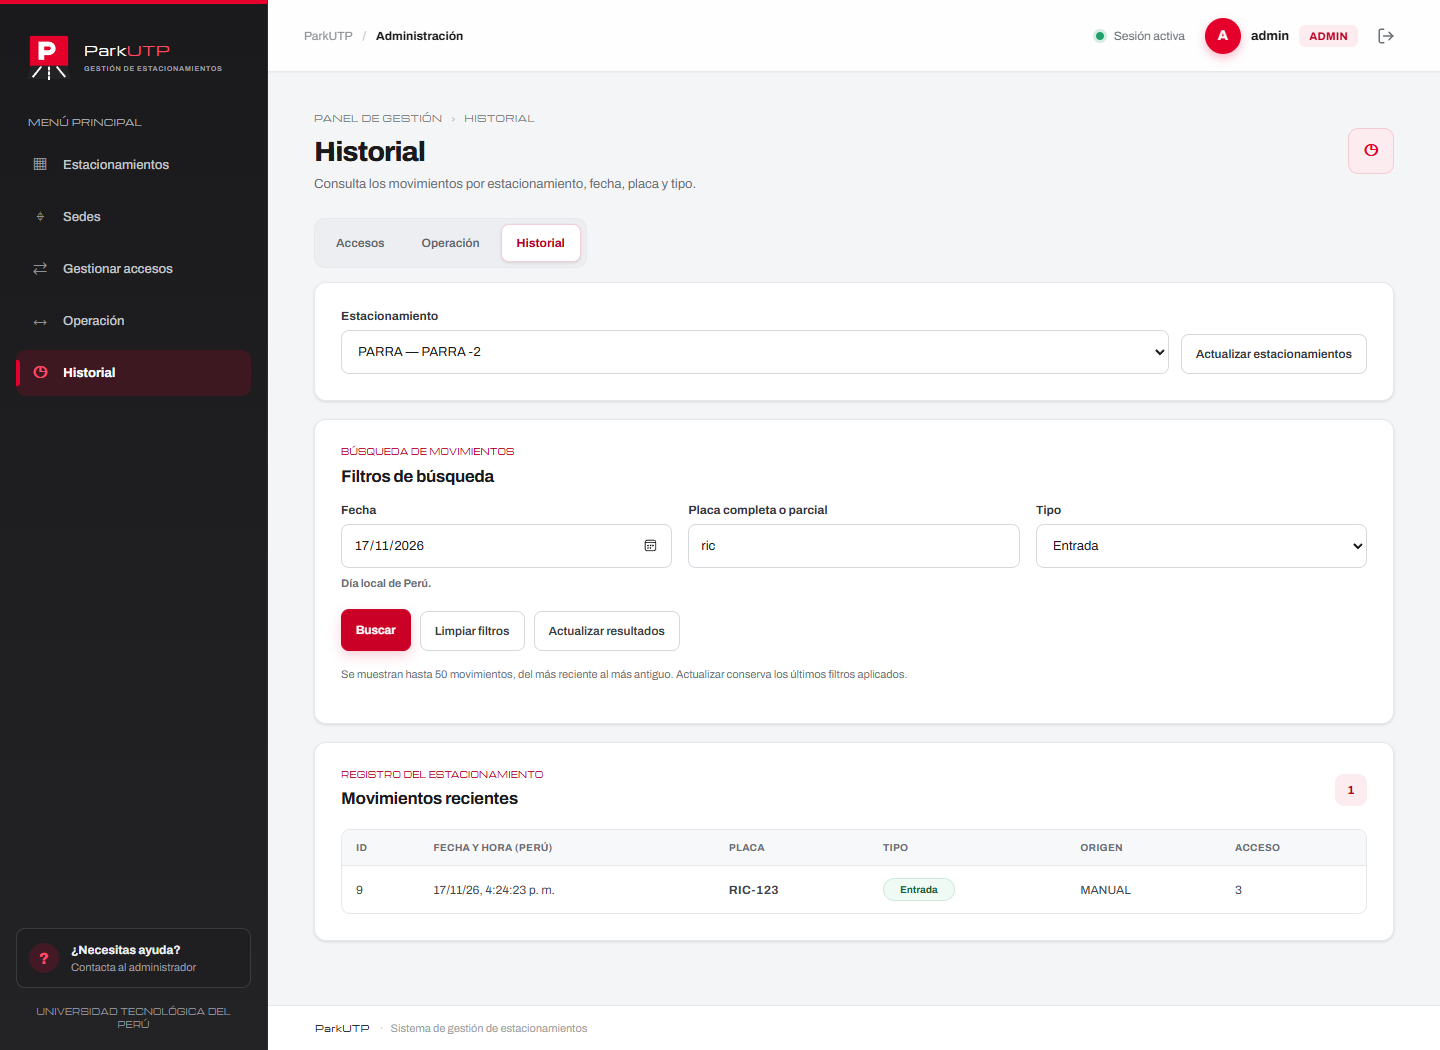 ParkUTP
GESTIÓN DE ESTACIONAMIENTOS
MENÚ PRINCIPAL
Estacionamientos
Sedes
Gestionar accesos
Operación
Historial
¿Necesitas ayuda?
Contacta al administrador
UNIVERSIDAD TECNOLÓGICA DEL
PERÚ
ParkUTP / Administración
Sesión activa
A
admin
ADMIN
PANEL DE GESTIÓN › HISTORIAL
Historial
Consulta los movimientos por estacionamiento, fecha, placa y tipo.
Accesos
Operación
Historial
Estacionamiento
PARRA — PARRA -2
Actualizar estacionamientos
BÚSQUEDA DE MOVIMIENTOS
Filtros de búsqueda
Fecha
Placa completa o parcial
Tipo
17/11/2026
ric
Entrada
Día local de Perú.
Buscar
Limpiar filtros
Actualizar resultados
Se muestran hasta 50 movimientos, del más reciente al más antiguo. Actualizar conserva los últimos filtros aplicados.
REGISTRO DEL ESTACIONAMIENTO
Movimientos recientes
1
ID FECHA Y HORA (PERÚ) PLACA TIPO ORIGEN ACCESO
9 17/11/26, 4:24:23 p. m. RIC-123 Entrada MANUAL 3
ParkUTP · Sistema de gestión de estacionamientos